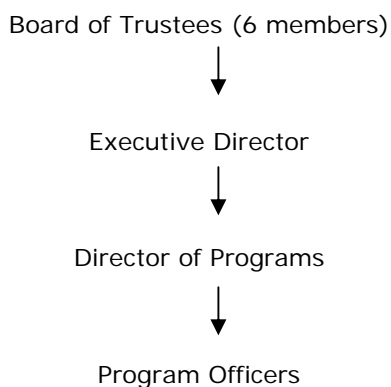 Board of Trustees (6 members)
Executive Director
Director of Programs
Program Officers